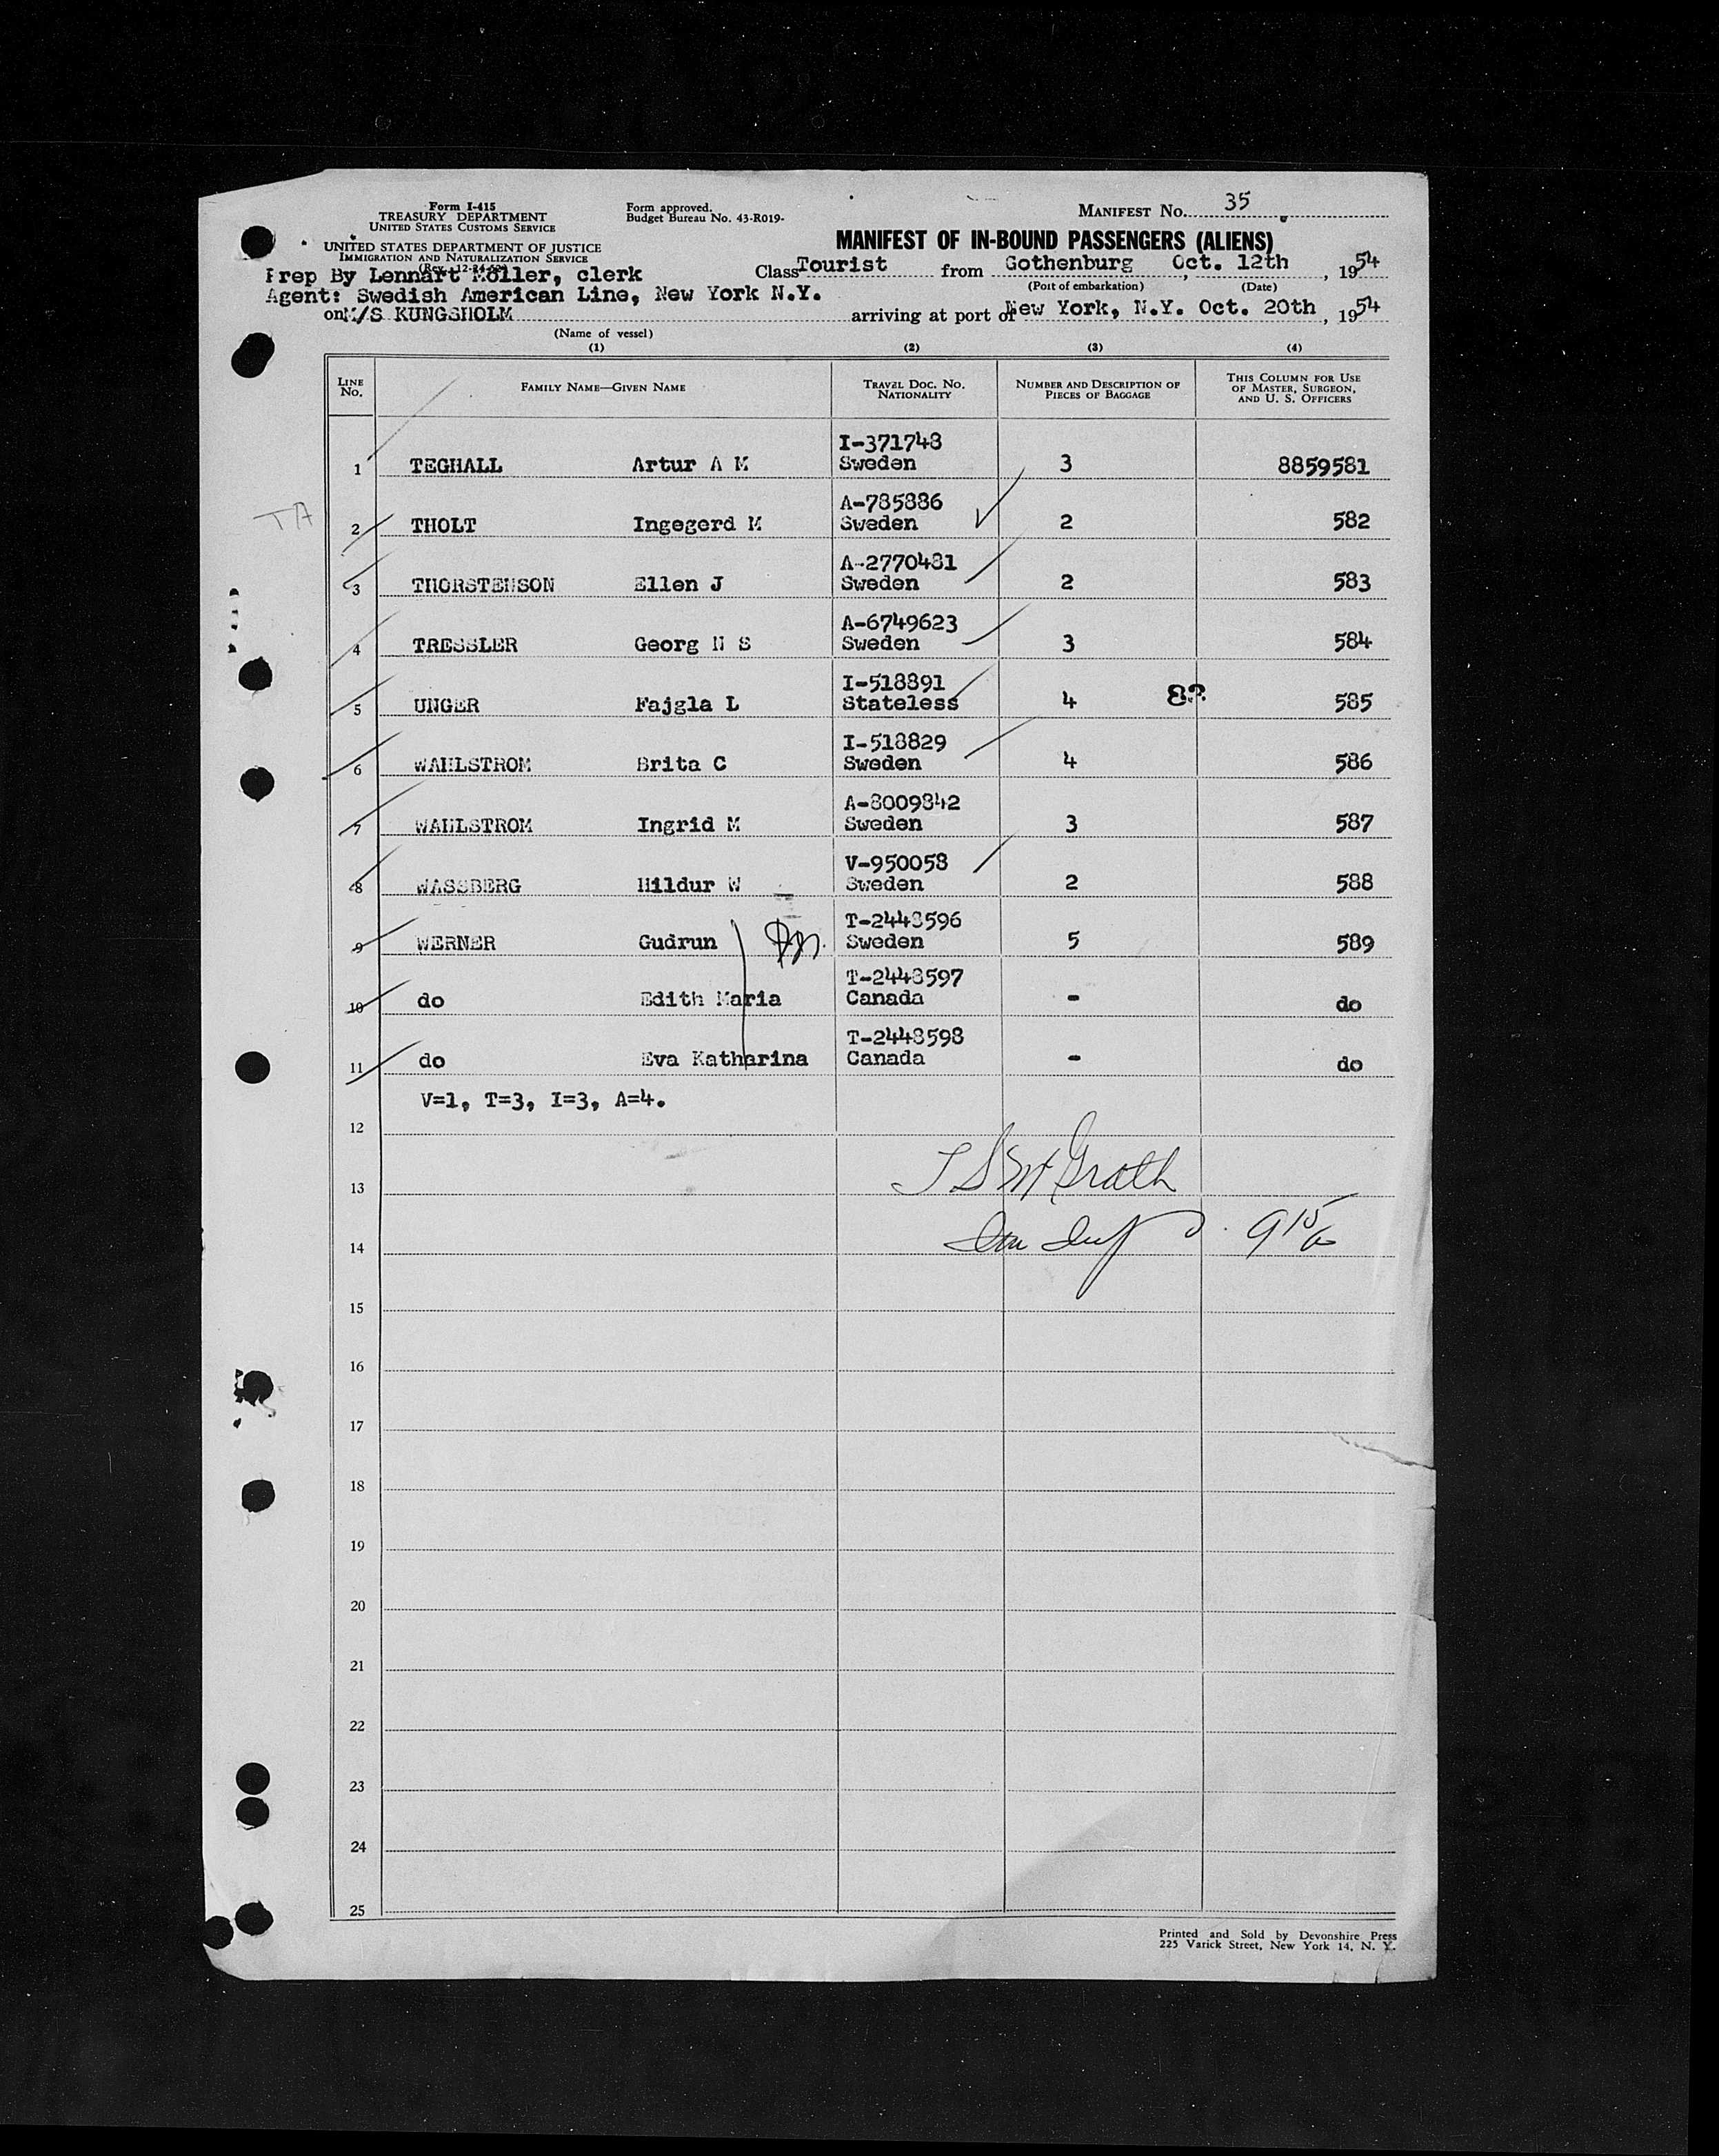 Form I-415
TREASURY DEPARTMENT
UNITED STATES CUSTOMS SERVICE
UNITED STATES DEPARTMENT OF JUSTICE
IMMIGRATION AND NATURALIZATION SERVICE
Form approved.
Budget Bureau No. 43-R019-
MANIFEST No. 35
MANIFEST OF IN-BOUND PASSENGERS (ALIENS)
Prep By Lennart Moller, clerk
Class Tourist from Gothenburg Oct. 12th, 1954
(Port of embarkation) (Date)
Agent: Swedish American Line, New York N.Y.
on M/S KUNGSHOLM arriving at port of New York, N.Y. Oct. 20th, 1954
(Name of vessel)
(1) (2) (3) (4)
LINE NO. FAMILY NAME—GIVEN NAME TRAVEL DOC. NO. NATIONALITY NUMBER AND DESCRIPTION OF PIECES OF BAGGAGE THIS COLUMN FOR USE OF MASTER, SURGEON, AND U. S. OFFICERS
I-371748
1 TEGHALL Artur A M Sweden 3 8859581
TA
A-785886
2 THOLT Ingegerd M Sweden 2 582
A-2770481
3 THORSTENSON Ellen J Sweden 2 583
A-6749623
4 TRESSLER Georg H S Sweden 3 584
I-518891
5 UNGER Fajgla L Stateless 4 585
I-518829
6 WAHLSTROM Brita C Sweden 4 586
A-8009842
7 WAHLSTROM Ingrid M Sweden 3 587
V-950058
8 WASSBERG Hildur W Sweden 2 588
T-2448596
9 WERNER Gudrun Sweden 5 589
T-2448597
10 do Edith Maria Canada - do
T-2448598
11 do Eva Katharina Canada - do
V=1, T=3, I=3, A=4.
12
13
McGrath
14
15
16
17
18
19
20
21
22
23
24
25
Printed and Sold by Devonshire Press
225 Varick Street, New York 14, N. Y.